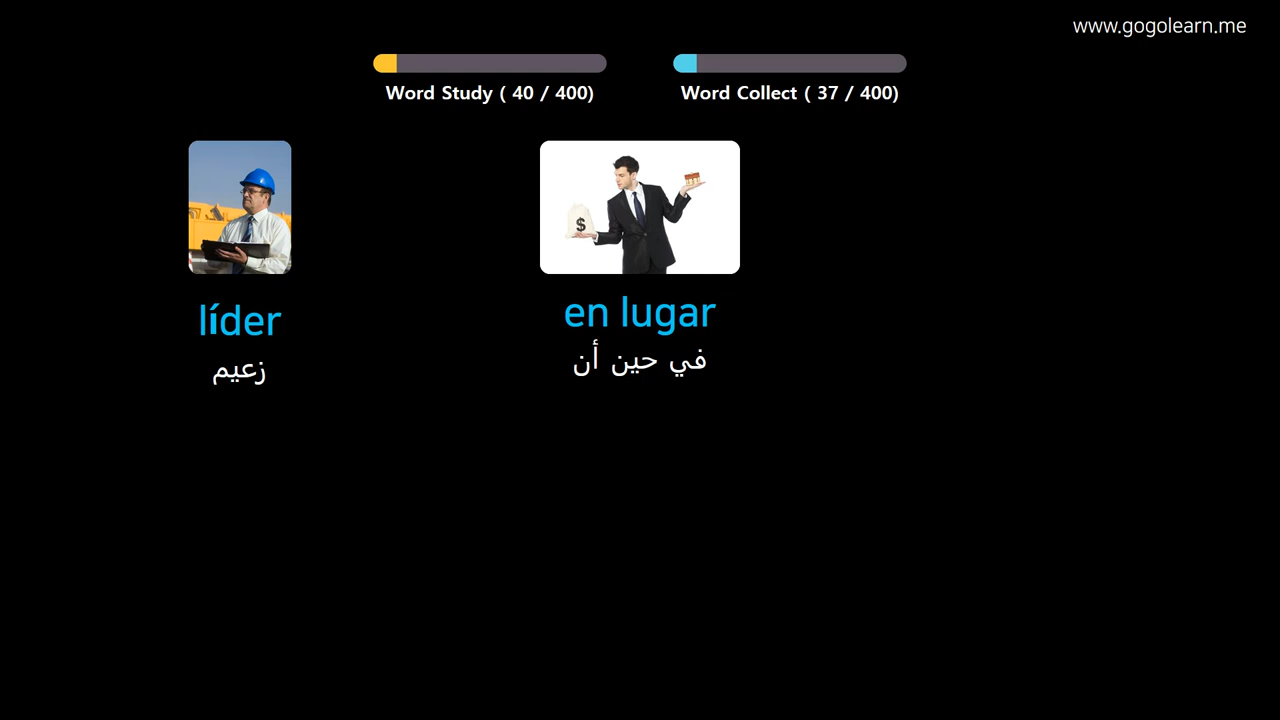 www.gogolearn.me
Word Study ( 40 / 400)
Word Collect ( 37 / 400)
$
líder
زعيم
en lugar
في حين أن